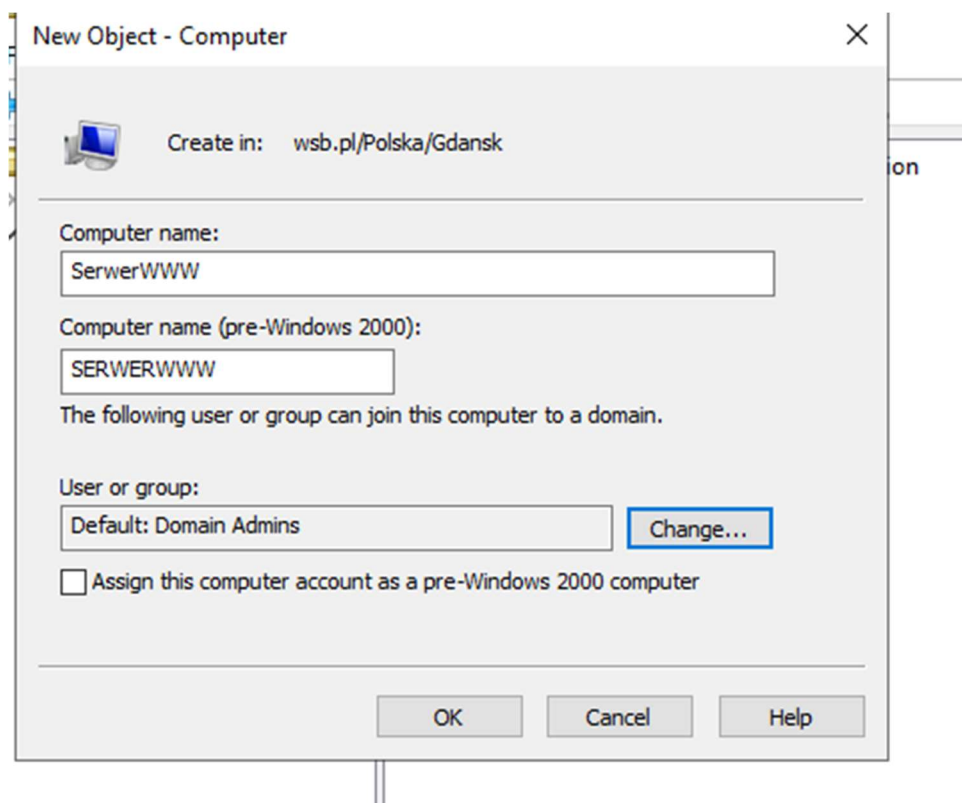 New Object - Computer
Create in: wsb.pl/Polska/Gdansk
ion
Computer name:
SerwerWWW
Computer name (pre-Windows 2000):
SERWERWWW
The following user or group can join this computer to a domain.
User or group:
Default: Domain Admins
Change...
Assign this computer account as a pre-Windows 2000 computer
OK Cancel Help